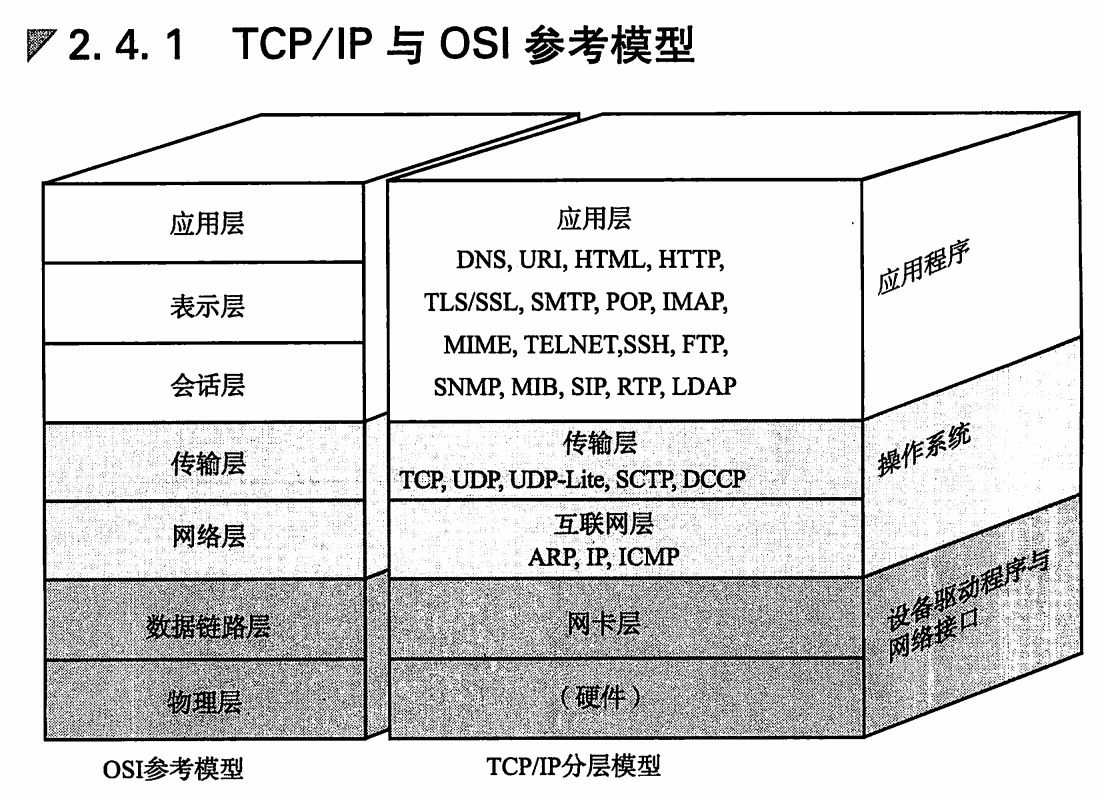 2.4.1 TCP/IP 与 OSI 参考模型
应用层
表示层
会话层
传输层
网络层
数据链路层
物理层
OSI参考模型
应用层
DNS, URI, HTML, HTTP,
TLS/SSL, SMTP, POP, IMAP,
MIME, TELNET,SSH, FTP,
SNMP, MIB, SIP, RTP, LDAP
传输层
TCP, UDP, UDP-Lite, SCTP, DCCP
互联网层
ARP, IP, ICMP
网卡层
（硬件）
TCP/IP分层模型
应用程序
操作系统
设备驱动程序与
网络接口